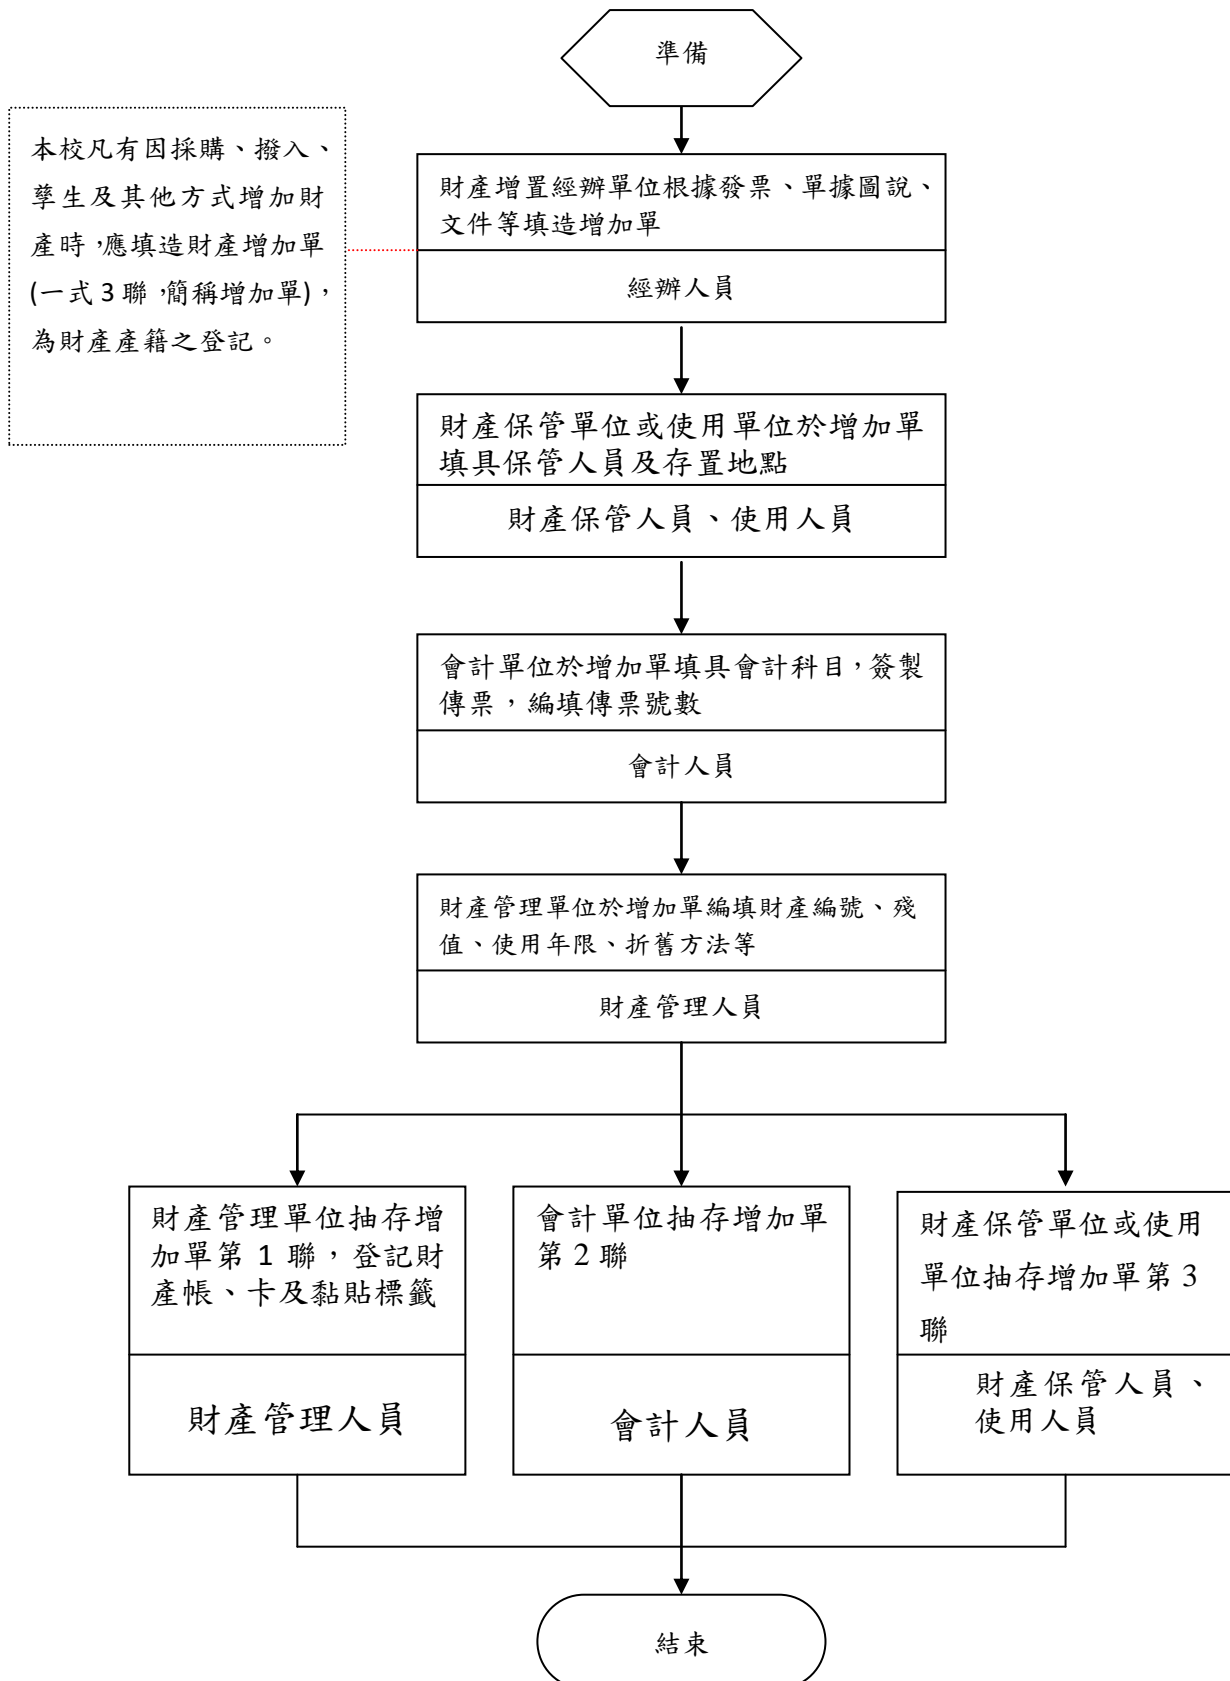 準備
本校凡有因採購、撥入、
孳生及其他方式增加財
產時,應填造財產增加單
(一式3聯,簡稱增加單),
為財產產籍之登記。
財產增置經辦單位根據發票、單據圖說、
文件等填造增加單
經辦人員
財產保管單位或使用單位於增加單
填具保管人員及存置地點
財產保管人員、使用人員
會計單位於增加單填具會計科目,簽製
傳票,編填傳票號數
會計人員
財產管理單位於增加單編填財產編號、殘
值、使用年限、折舊方法等
財產管理人員
財產管理單位抽存增
加單第1聯,登記財
產帳、卡及黏貼標籤
財產管理人員
會計單位抽存增加單
第2聯
會計人員
財產保管單位或使用
單位抽存增加單第3
聯
財產保管人員、
使用人員
結束